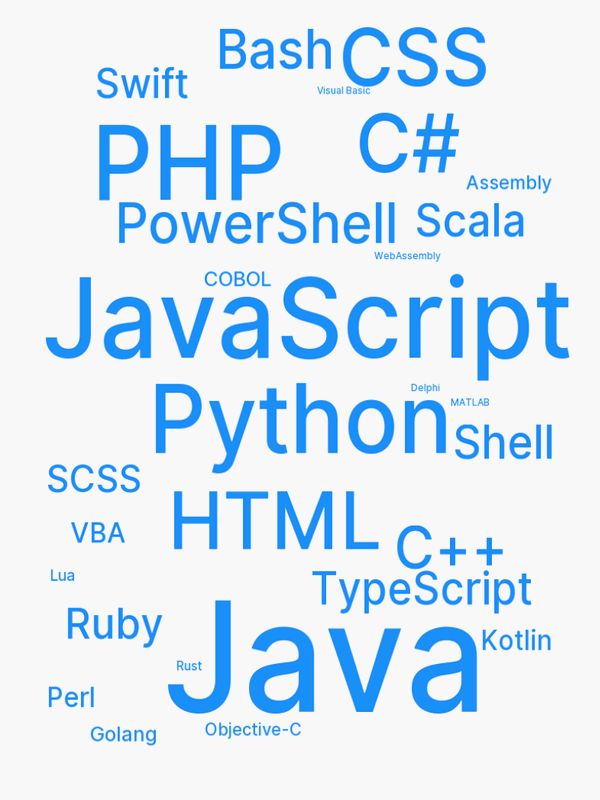 Bash
CSS
Swift
Visual Basic
C#
PHP
Assembly
PowerShell
Scala
WebAssembly
COBOL
JavaScript
Delphi
MATLAB
Python
Shell
SCSS
HTML
VBA
C++
Lua
TypeScript
Ruby
Java
Kotlin
Rust
Perl
Objective-C
Golang